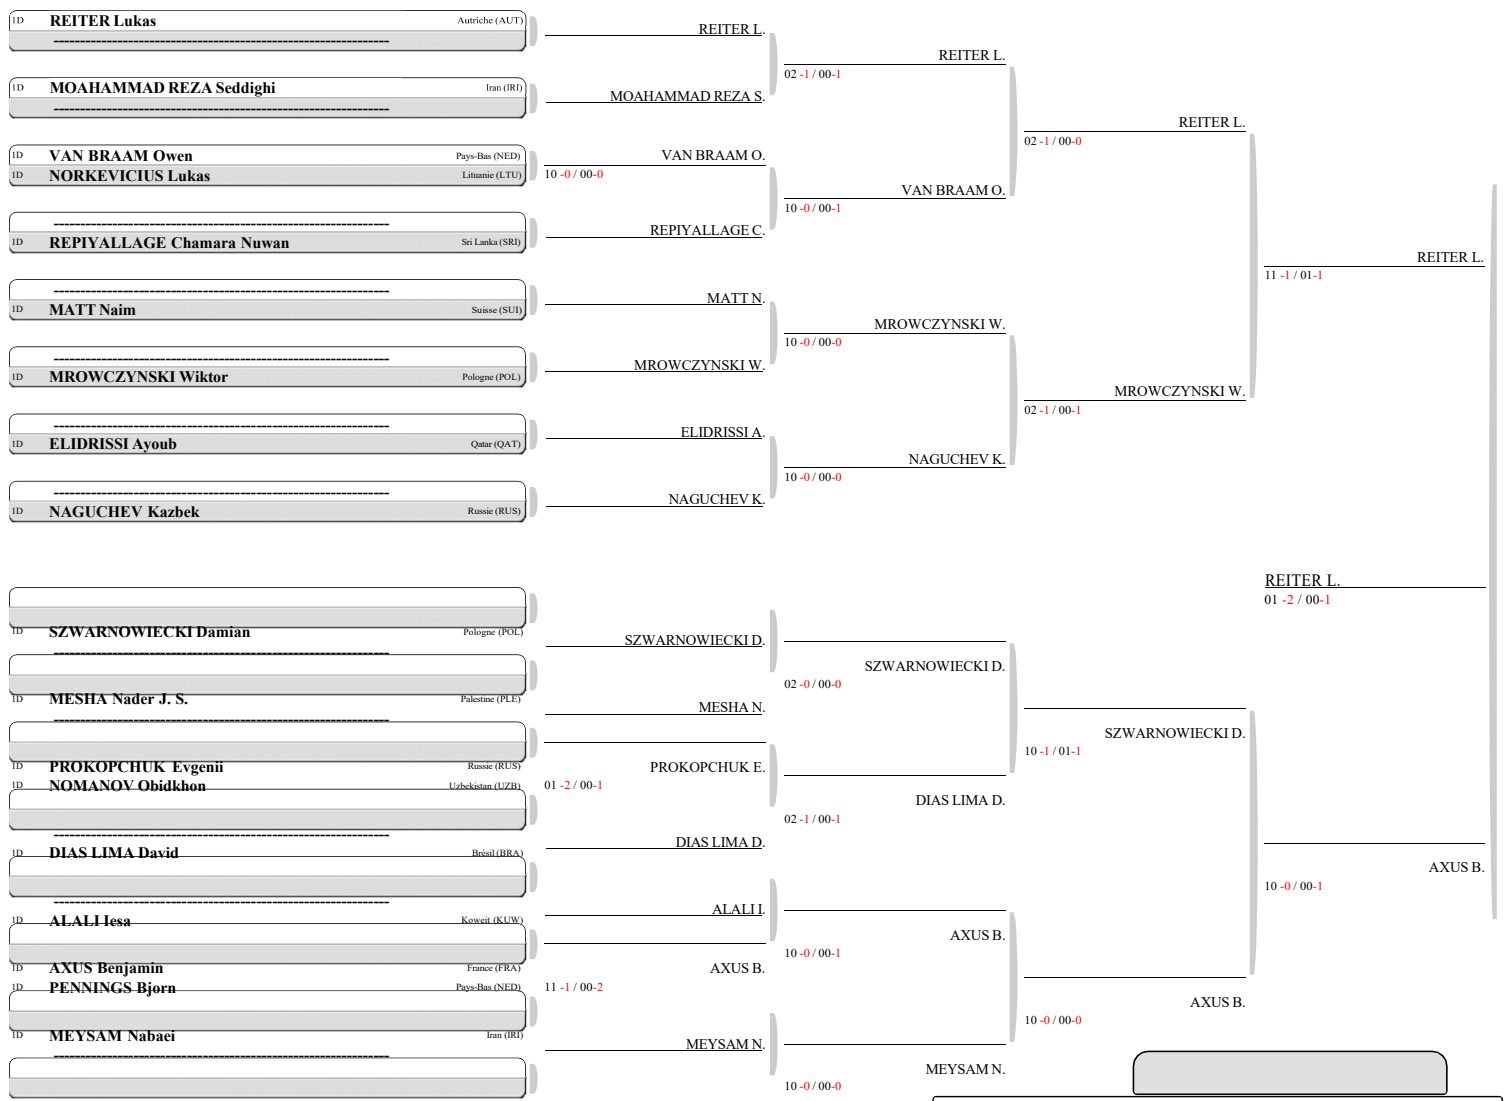 1D REITER Lukas Autriche (AUT)
--------------------------------------------------------------
1D MOAHAMMAD REZA Seddighi Iran (IRI)
--------------------------------------------------------------
1D VAN BRAAM Owen Pays-Bas (NED)
1D NORKEVICIUS Lukas Lituanie (LTU)
--------------------------------------------------------------
1D REPIYALLAGE Chamara Nuwan Sri Lanka (SRI)
--------------------------------------------------------------
1D MATT Naim Suisse (SUI)
--------------------------------------------------------------
1D MROWCZYNSKI Wiktor Pologne (POL)
--------------------------------------------------------------
1D ELIDRISSI Ayoub Qatar (QAT)
--------------------------------------------------------------
1D NAGUCHEV Kazbek Russie (RUS)
1D SZWARNOWIECKI Damian Pologne (POL)
--------------------------------------------------------------
1D MESHA Nader J. S. Palestine (PLE)
--------------------------------------------------------------
1D PROKOPCHUK Evgenii Russie (RUS)
1D NOMANOV Obidkhon Uzbekistan (UZB)
--------------------------------------------------------------
1D DIAS LIMA David Brésil (BRA)
--------------------------------------------------------------
1D ALALI Iesa Koweit (KUW)
1D AXUS Benjamin France (FRA)
1D PENNINGS Bjorn Pays-Bas (NED)
1D MEYSAM Nabaei Iran (IRI)
--------------------------------------------------------------
REITER L.
MOAHAMMAD REZA S.
VAN BRAAM O.
10 -0 / 00-0
REPIYALLAGE C.
MATT N.
MROWCZYNSKI W.
ELIDRISSI A.
NAGUCHEV K.
SZWARNOWIECKI D.
MESHA N.
PROKOPCHUK E.
01 -2 / 00-1
DIAS LIMA D.
ALALI I.
AXUS B.
11 -1 / 00-2
MEYSAM N.
REITER L.
02 -1 / 00-1
VAN BRAAM O.
10 -0 / 00-1
MROWCZYNSKI W.
10 -0 / 00-0
NAGUCHEV K.
10 -0 / 00-0
SZWARNOWIECKI D.
02 -0 / 00-0
DIAS LIMA D.
02 -1 / 00-1
AXUS B.
10 -0 / 00-1
MEYSAM N.
10 -0 / 00-0
REITER L.
02 -1 / 00-0
MROWCZYNSKI W.
02 -1 / 00-1
SZWARNOWIECKI D.
10 -1 / 01-1
AXUS B.
10 -0 / 00-0
REITER L.
11 -1 / 01-1
REITER L.
01 -2 / 00-1
AXUS B.
10 -0 / 00-1